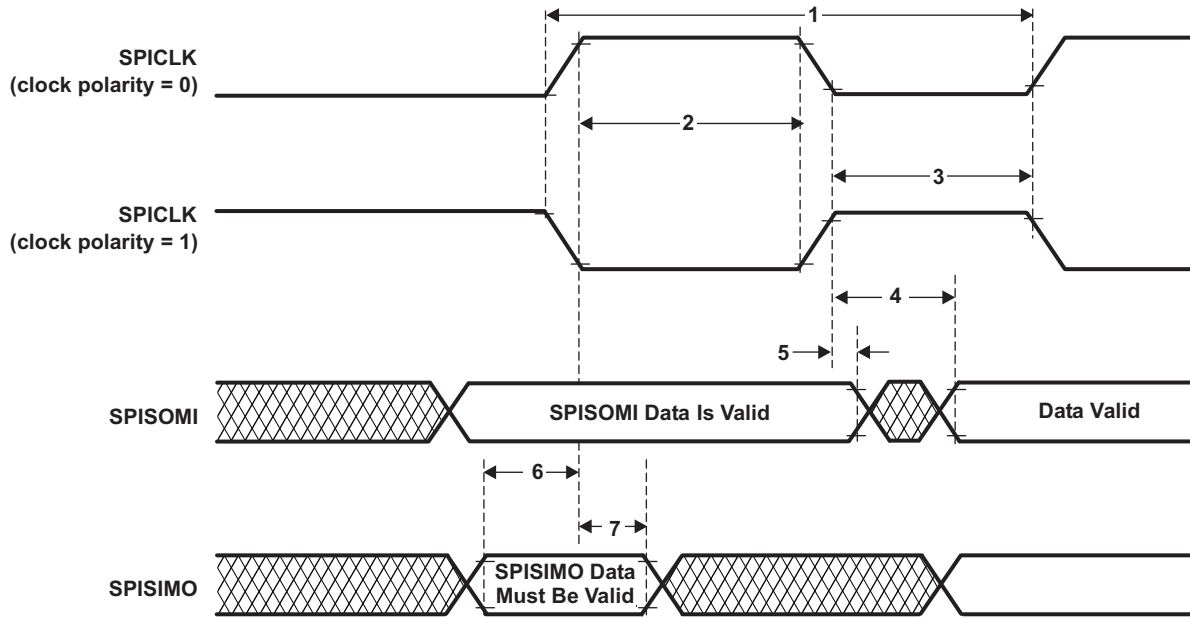 1
SPICLK
(clock polarity = 0)
2
3
SPICLK
(clock polarity = 1)
4
5
SPISOMI
SPISOMI Data Is Valid
Data Valid
6
7
SPISIMO
SPISIMO Data
Must Be Valid